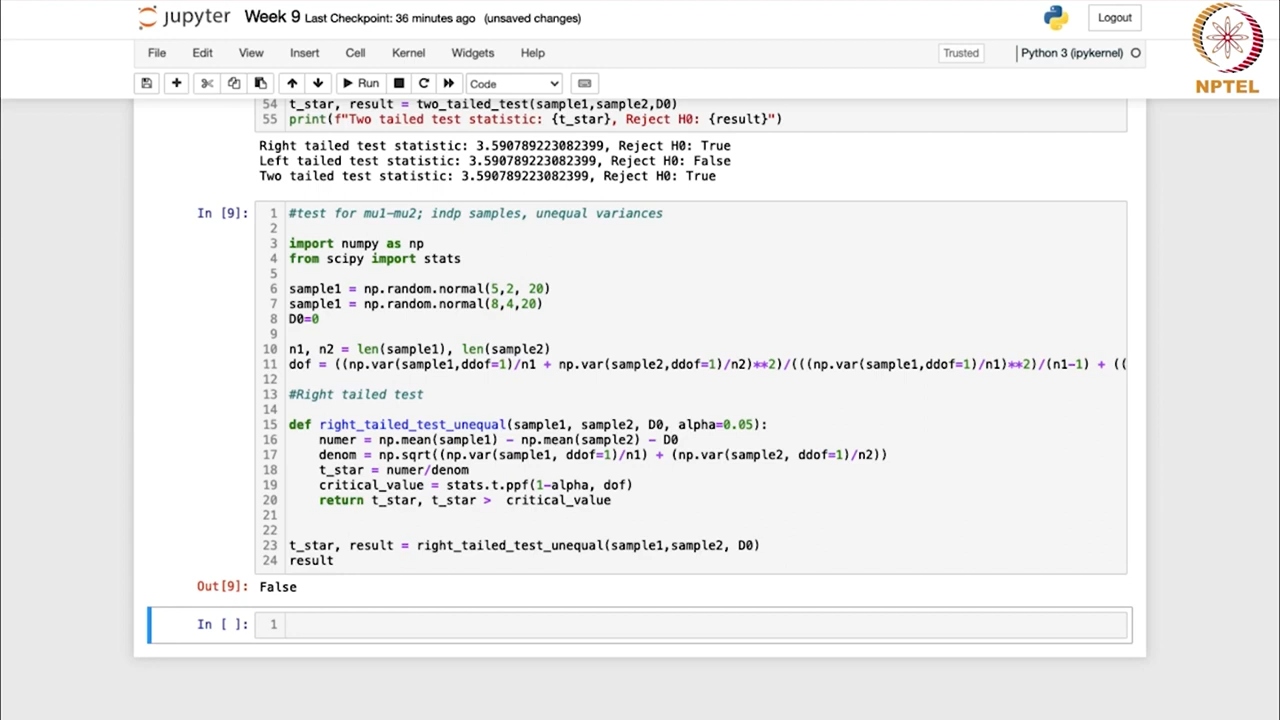 jupyter Week 9 Last Checkpoint: 36 minutes ago (unsaved changes) Logout
NPTEL
File Edit View Insert Cell Kernel Widgets Help Trusted Python 3 (ipykernel)
Run Code
54 t_star, result = two_tailed_test(sample1,sample2,D0)
55 print(f"Two tailed test statistic: {t_star}, Reject H0: {result}")
Right tailed test statistic: 3.590789223082399, Reject H0: True
Left tailed test statistic: 3.590789223082399, Reject H0: False
Two tailed test statistic: 3.590789223082399, Reject H0: True
In [9]: 1 #test for mu1-mu2; indp samples, unequal variances
2
3 import numpy as np
4 from scipy import stats
5
6 sample1 = np.random.normal(5,2, 20)
7 sample1 = np.random.normal(8,4,20)
8 D0=0
9
10 n1, n2 = len(sample1), len(sample2)
11 dof = ((np.var(sample1,ddof=1)/n1 + np.var(sample2,ddof=1)/n2)**2)/(((np.var(sample1,ddof=1)/n1)**2)/(n1-1) + ((
12
13 #Right tailed test
14
15 def right_tailed_test_unequal(sample1, sample2, D0, alpha=0.05):
16 numer = np.mean(sample1) - np.mean(sample2) - D0
17 denom = np.sqrt((np.var(sample1, ddof=1)/n1) + (np.var(sample2, ddof=1)/n2))
18 t_star = numer/denom
19 critical_value = stats.t.ppf(1-alpha, dof)
20 return t_star, t_star > critical_value
21
22
23 t_star, result = right_tailed_test_unequal(sample1,sample2, D0)
24 result
Out[9]: False
In [ ]: 1